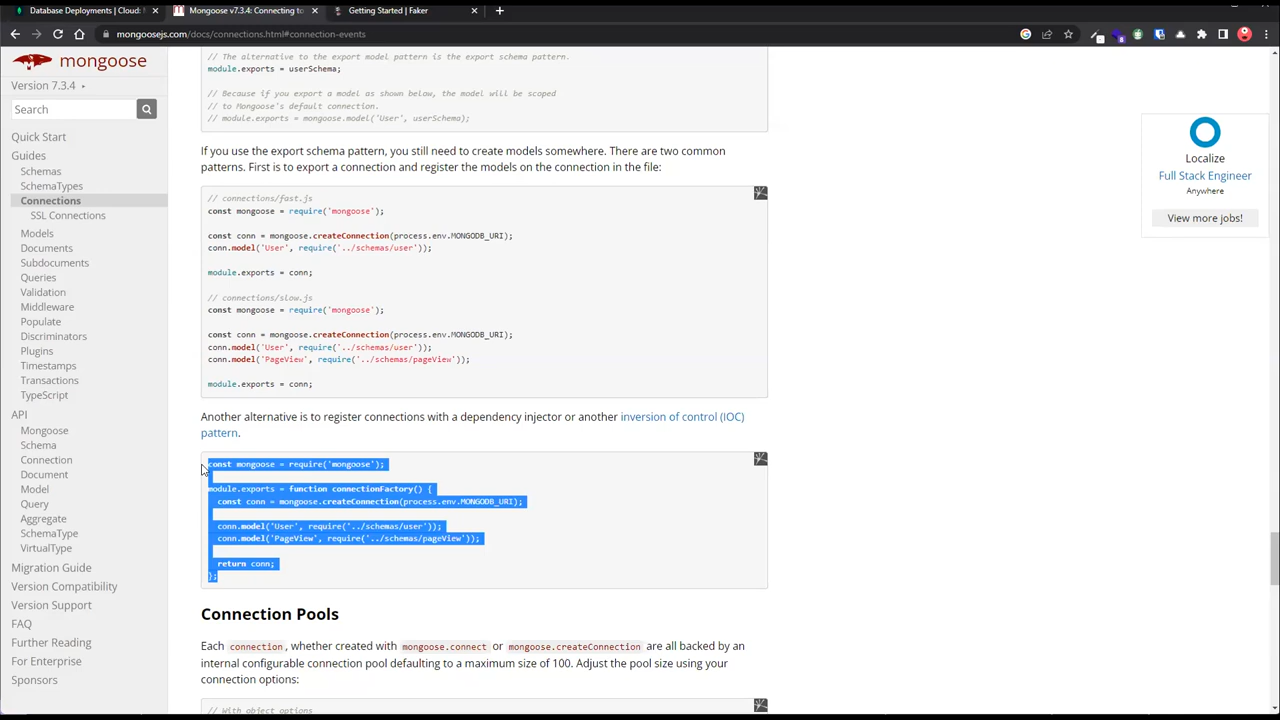 Database Deployments | Cloud: M
Mongoose v7.3.4: Connecting to
Getting Started | Faker
mongoosejs.com/docs/connections.html#connection-events
mongoose
Version 7.3.4
Search
Quick Start
Guides
Schemas
SchemaTypes
Connections
SSL Connections
Models
Documents
Subdocuments
Queries
Validation
Middleware
Populate
Discriminators
Plugins
Timestamps
Transactions
TypeScript
API
Mongoose
Schema
Connection
Document
Model
Query
Aggregate
SchemaType
VirtualType
Migration Guide
Version Compatibility
Version Support
FAQ
Further Reading
For Enterprise
Sponsors
// The alternative to the export model pattern is the export schema pattern.
module.exports = userSchema;
// Because if you export a model as shown below, the model will be scoped
// to Mongoose's default connection.
// module.exports = mongoose.model('User', userSchema);
If you use the export schema pattern, you still need to create models somewhere. There are two common
patterns. First is to export a connection and register the models on the connection in the file:
// connections/fast.js
const mongoose = require('mongoose');
const conn = mongoose.createConnection(process.env.MONGODB_URI);
conn.model('User', require('../schemas/user'));
module.exports = conn;
// connections/slow.js
const mongoose = require('mongoose');
const conn = mongoose.createConnection(process.env.MONGODB_URI);
conn.model('User', require('../schemas/user'));
conn.model('PageView', require('../schemas/pageView'));
module.exports = conn;
Another alternative is to register connections with a dependency injector or another inversion of control (IOC)
pattern.
const mongoose = require('mongoose');
module.exports = function connectionFactory() {
const conn = mongoose.createConnection(process.env.MONGODB_URI);
conn.model('User', require('../schemas/user'));
conn.model('PageView', require('../schemas/pageView'));
return conn;
};
Connection Pools
Each connection, whether created with mongoose.connect or mongoose.createConnection are all backed by an
internal configurable connection pool defaulting to a maximum size of 100. Adjust the pool size using your
connection options:
// With object options
Localize
Full Stack Engineer
Anywhere
View more jobs!